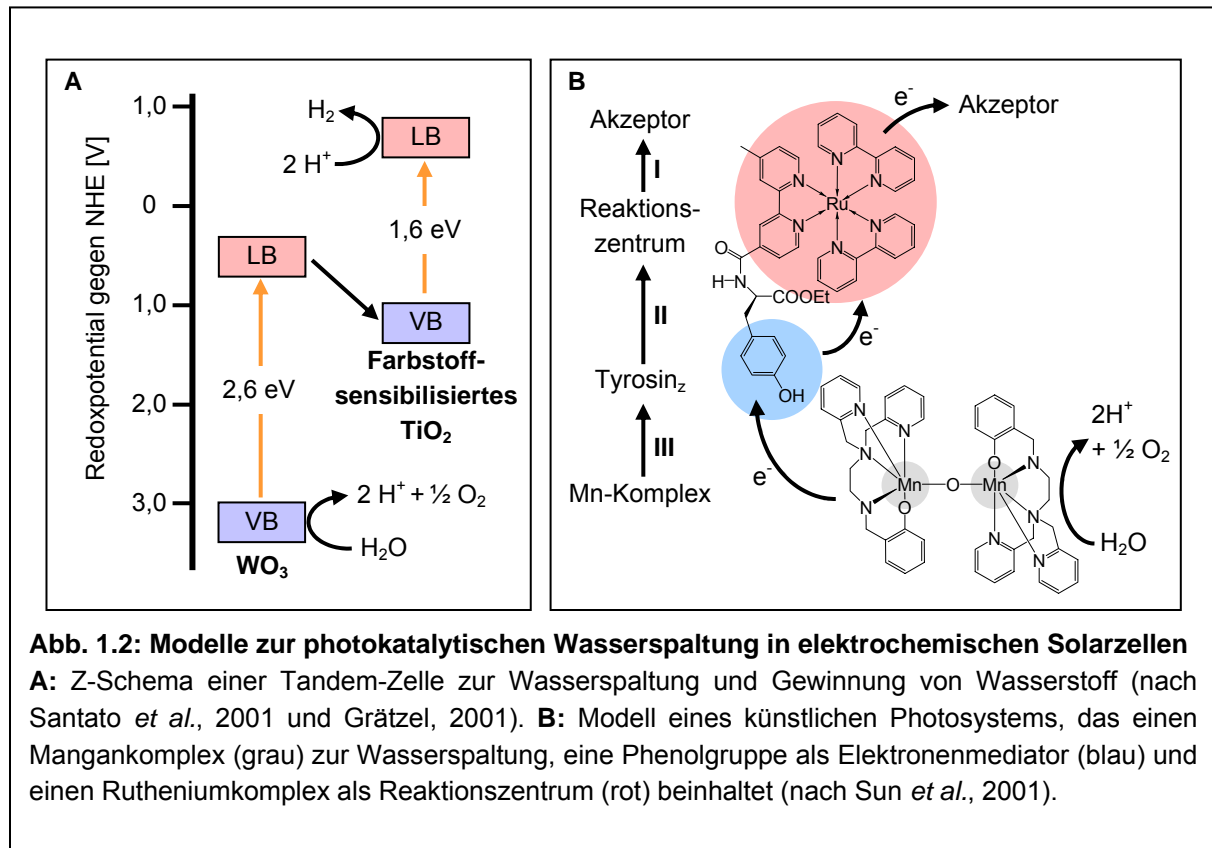 A
Redoxpotential gegen NHE [V]
1,0
0
1,0
2,0
3,0
H₂
2 H⁺
LB
1,6 eV
LB
VB
Farbstoff-
sensibilisiertes
TiO₂
2,6 eV
VB
2 H⁺ + ½ O₂
H₂O
WO₃
B
Akzeptor
I
Reaktions-
zentrum
II
Tyrosin_z
III
Mn-Komplex
e⁻
Akzeptor
N
N
N
N
N
N
Ru
O
H-N
COOEt
e⁻
OH
e⁻
N
N
N
N
Mn
O
O
Mn
O
N
N
N
N
2H⁺
+ ½ O₂
H₂O
Abb. 1.2: Modelle zur photokatalytischen Wasserspaltung in elektrochemischen Solarzellen
A: Z-Schema einer Tandem-Zelle zur Wasserspaltung und Gewinnung von Wasserstoff (nach
Santato et al., 2001 und Grätzel, 2001). B: Modell eines künstlichen Photosystems, das einen
Mangankomplex (grau) zur Wasserspaltung, eine Phenolgruppe als Elektronenmediator (blau) und
einen Rutheniumkomplex als Reaktionszentrum (rot) beinhaltet (nach Sun et al., 2001).